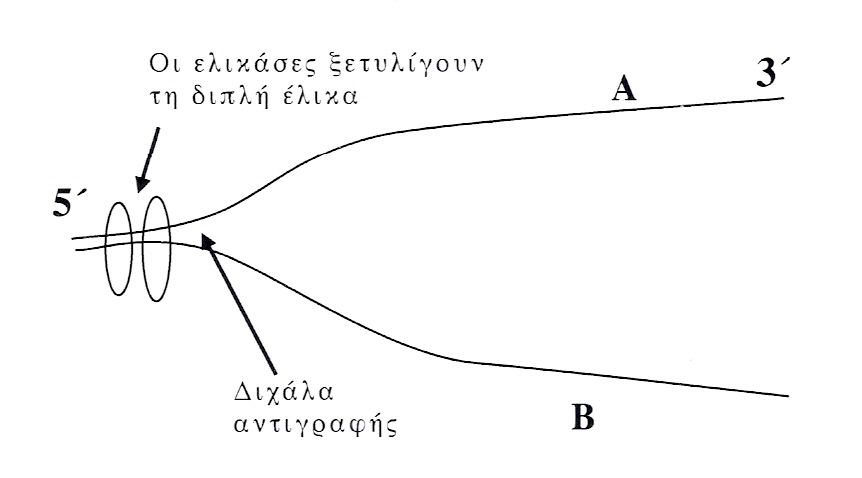 Οι ελικάσες ξετυλίγουν
τη διπλή έλικα
A
3΄
5΄
Διχάλα
αντιγραφής
B